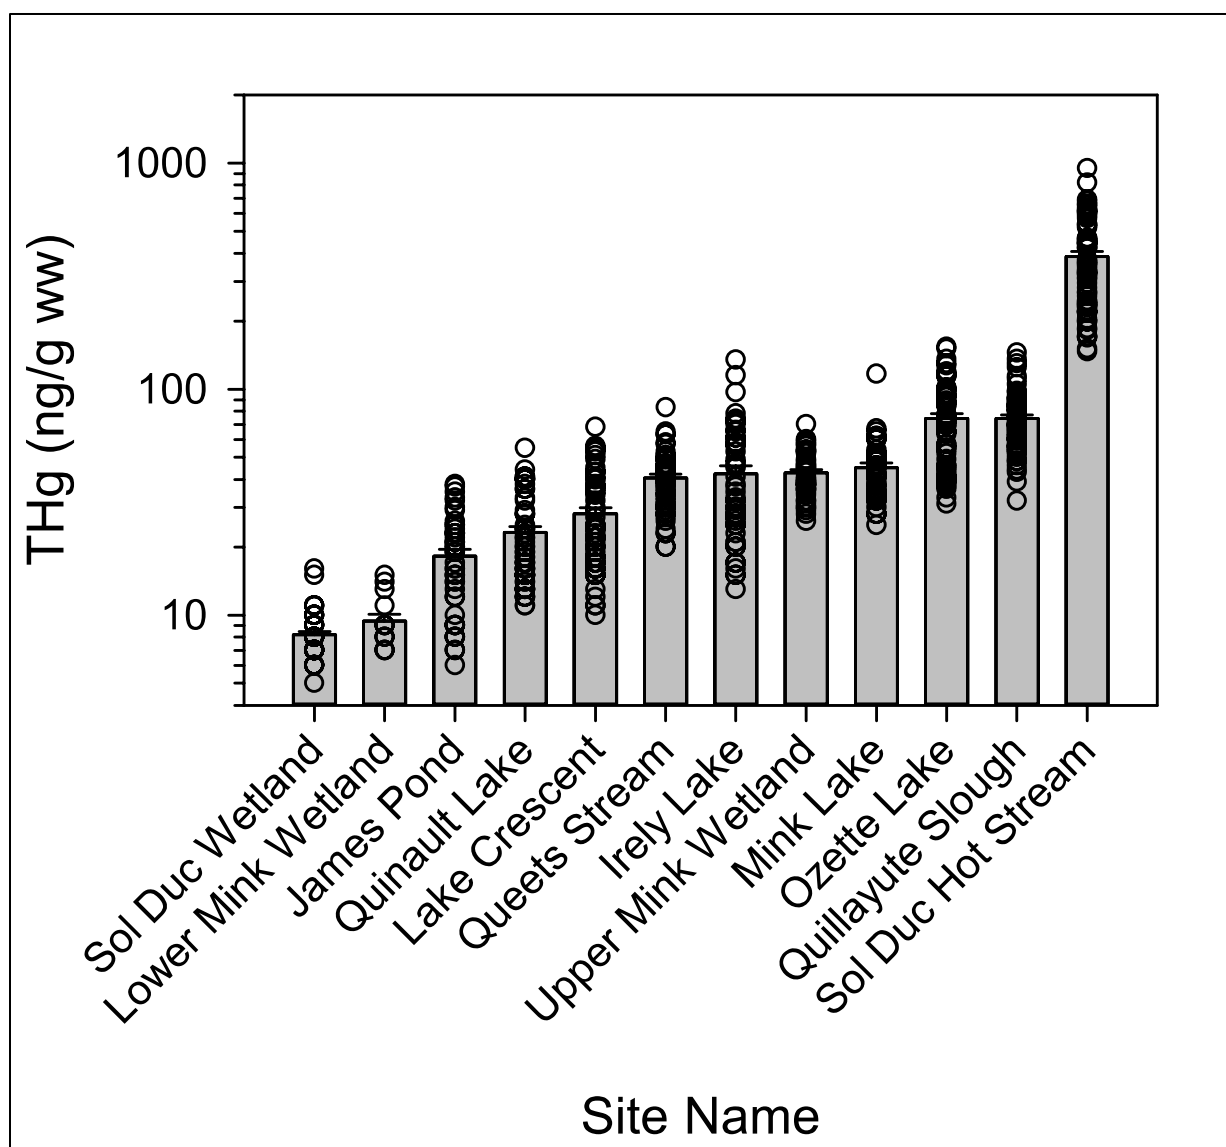 THg (ng/g ww)
1000
100
10
Sol Duc Wetland
Lower Mink Wetland
James Pond
Quinault Lake
Lake Crescent
Queets Stream
Irely Lake
Upper Mink Wetland
Mink Lake
Ozette Lake
Quillayute Slough
Sol Duc Hot Stream
Site Name